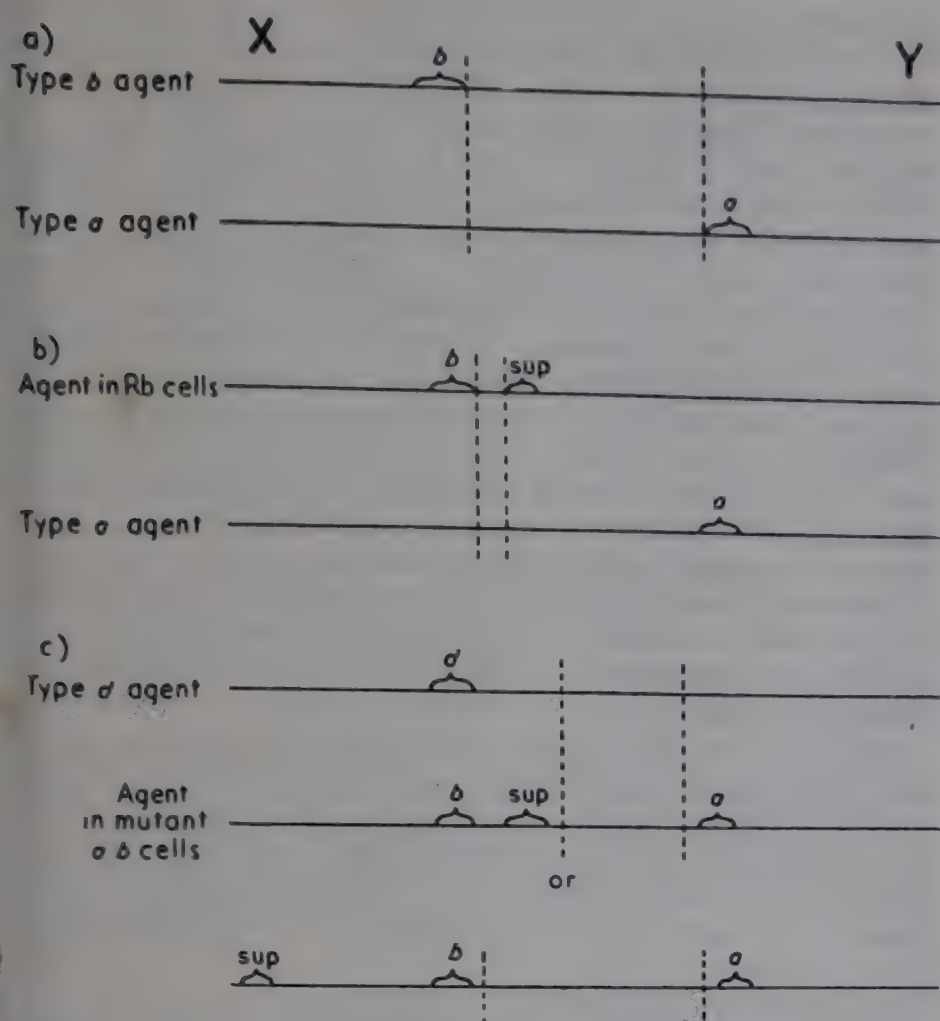 a)
X
Y
b
Type b agent
a
Type a agent
b)
b
sup
Agent in Rb cells
a
Type a agent
c)
d
Type d agent
Agent
in mutant
a b cells
b
sup
a
or
sup
b
a